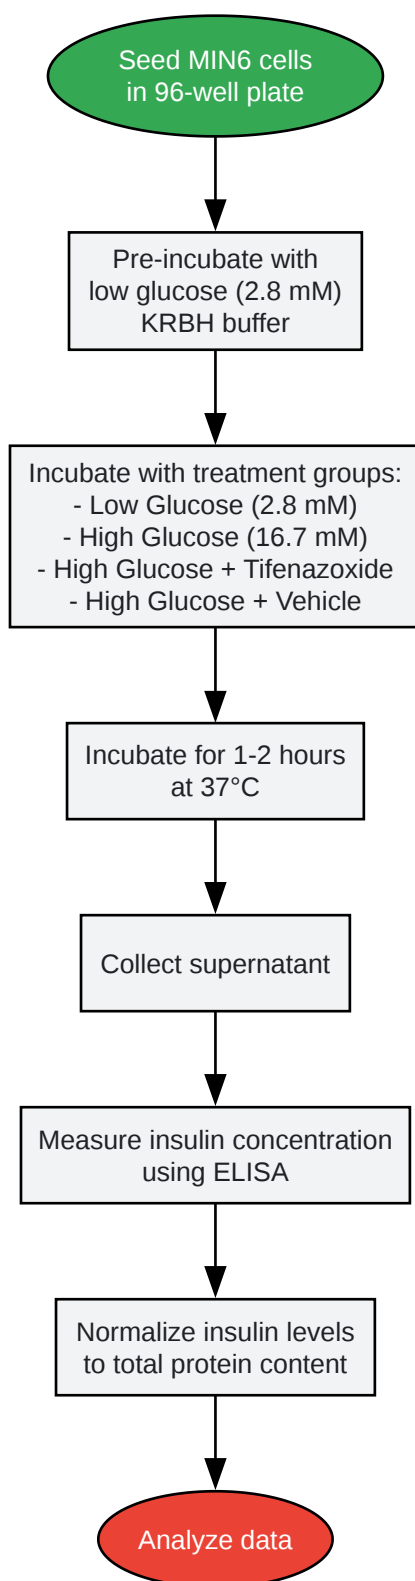 Seed MIN6 cells
in 96-well plate
Pre-incubate with
low glucose (2.8 mM)
KRBH buffer
Incubate with treatment groups:
- Low Glucose (2.8 mM)
- High Glucose (16.7 mM)
- High Glucose + Tifenazoxide
- High Glucose + Vehicle
Incubate for 1-2 hours
at 37°C
Collect supernatant
Measure insulin concentration
using ELISA
Normalize insulin levels
to total protein content
Analyze data